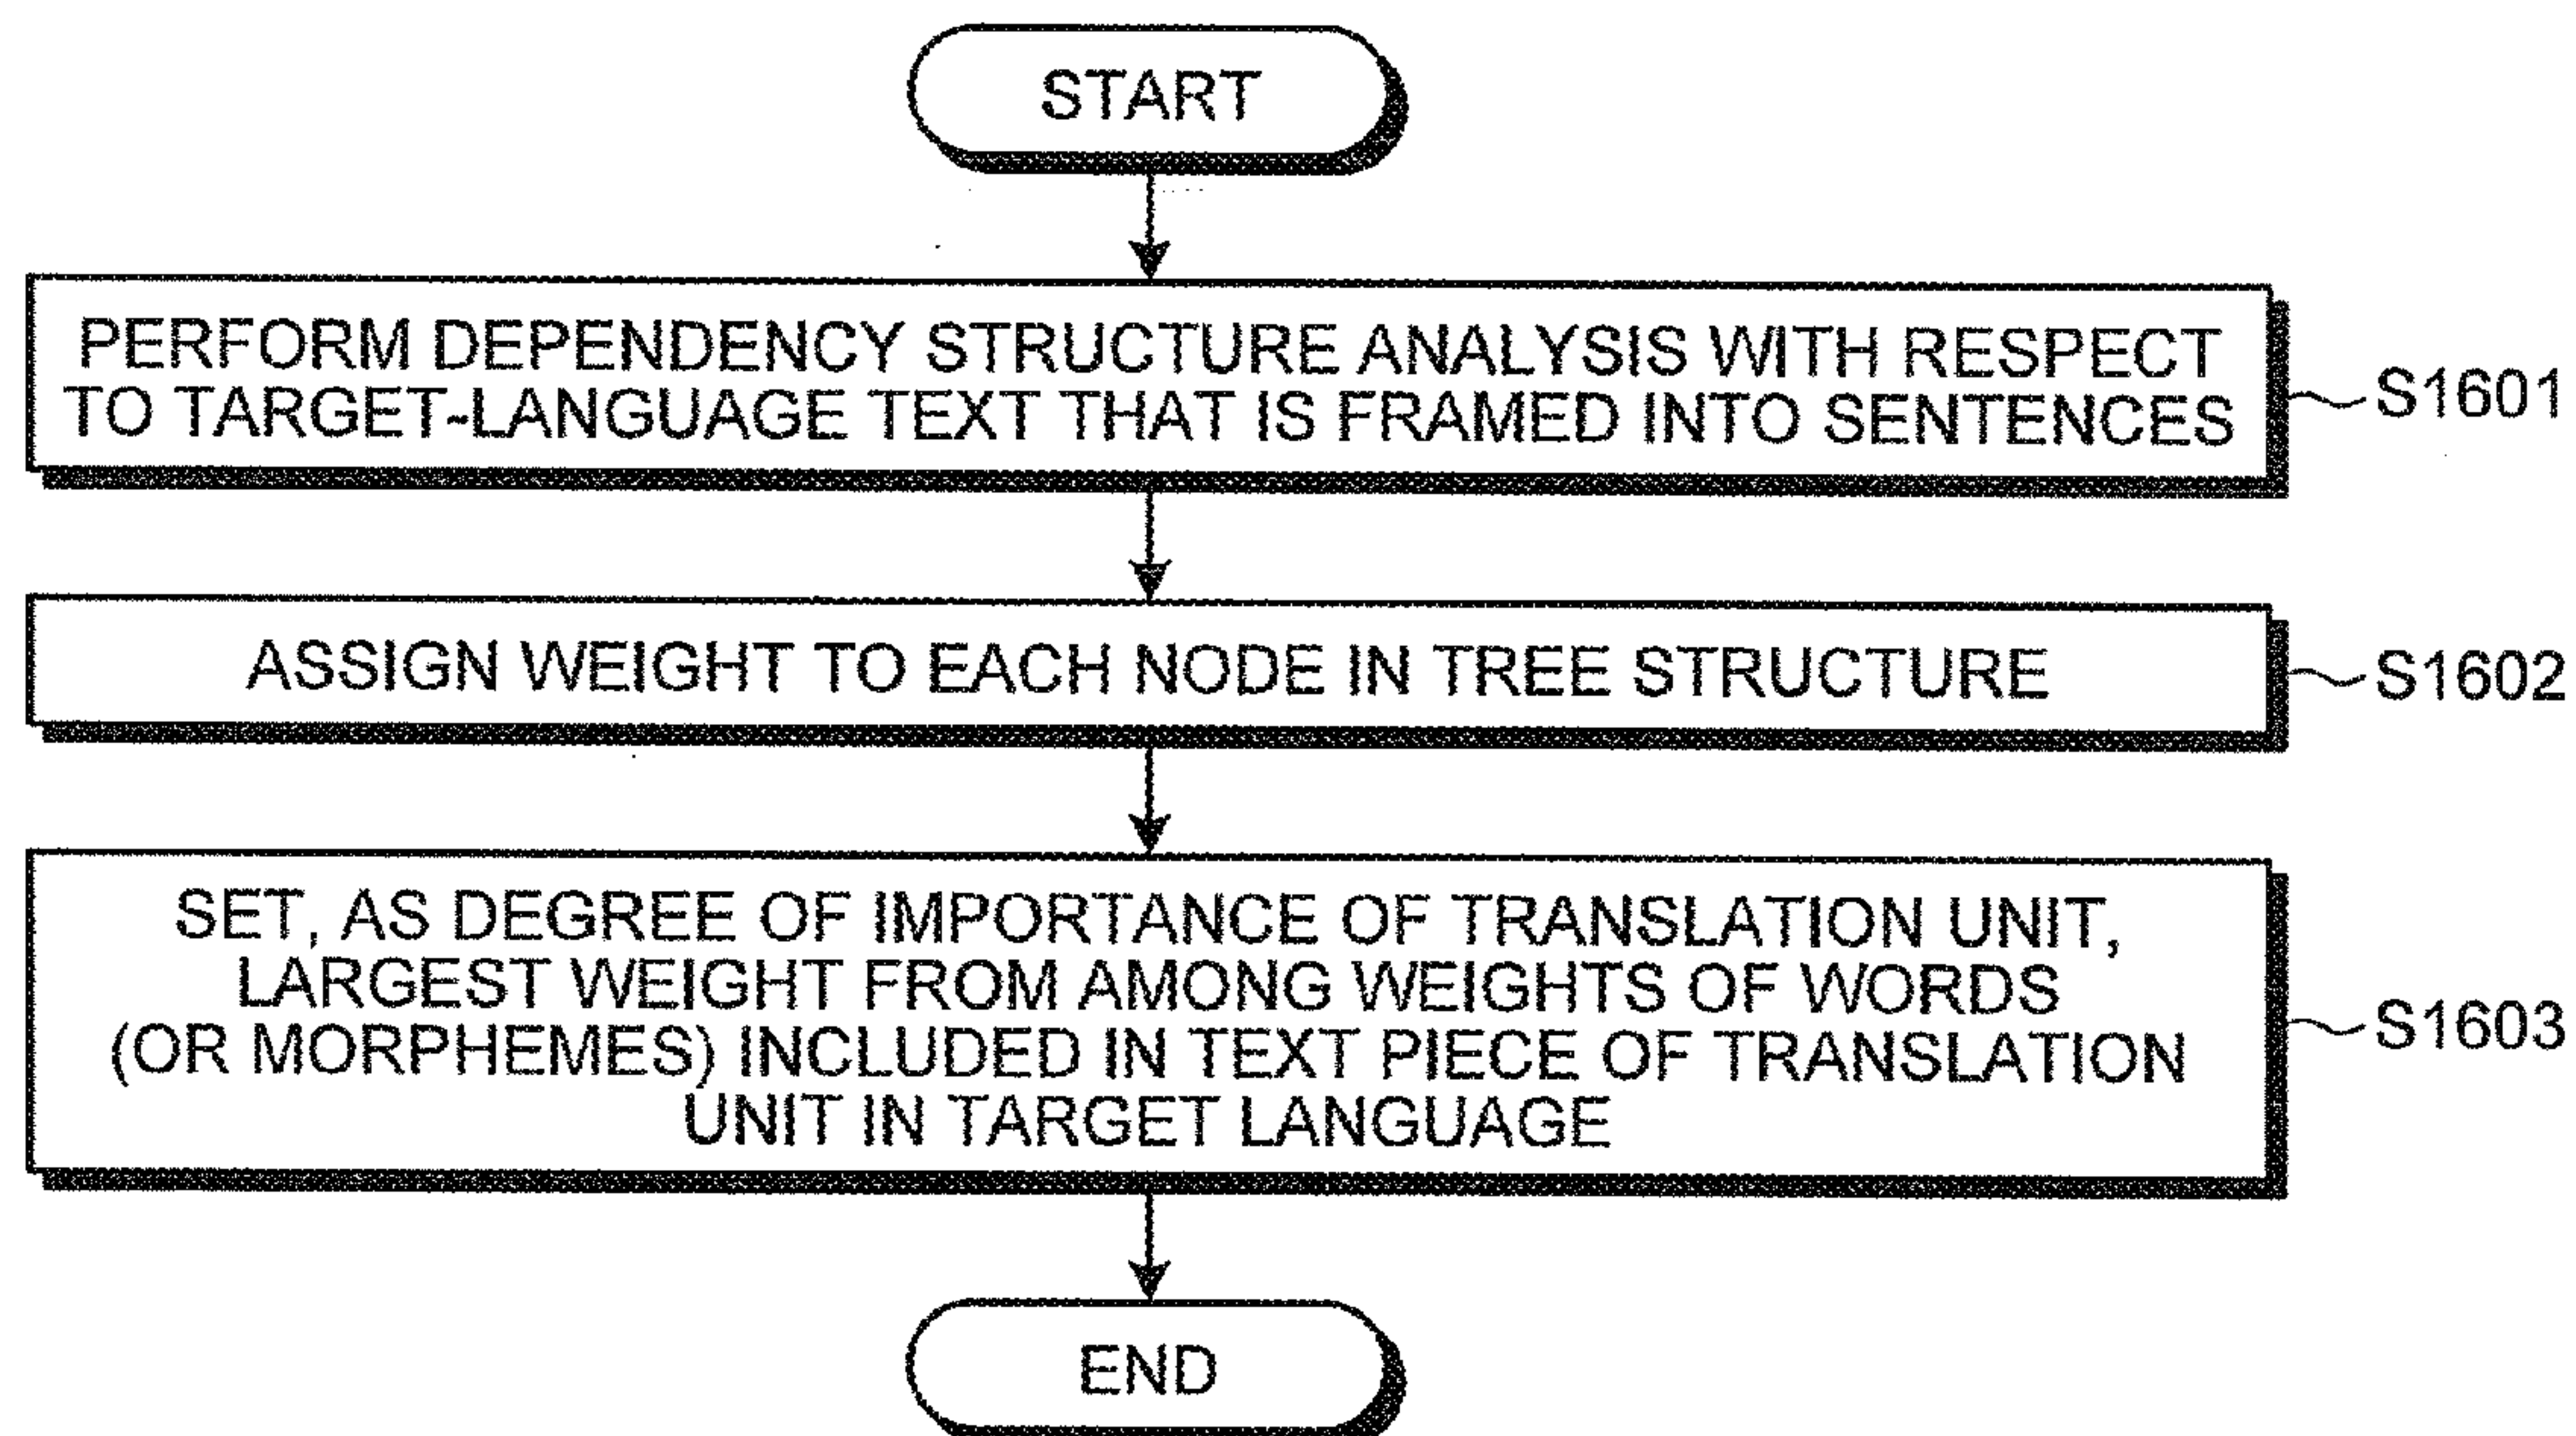 START
PERFORM DEPENDENCY STRUCTURE ANALYSIS WITH RESPECT
TO TARGET-LANGUAGE TEXT THAT IS FRAMED INTO SENTENCES
S1601
ASSIGN WEIGHT TO EACH NODE IN TREE STRUCTURE
S1602
SET, AS DEGREE OF IMPORTANCE OF TRANSLATION UNIT,
LARGEST WEIGHT FROM AMONG WEIGHTS OF WORDS
(OR MORPHEMES) INCLUDED IN TEXT PIECE OF TRANSLATION
UNIT IN TARGET LANGUAGE
S1603
END